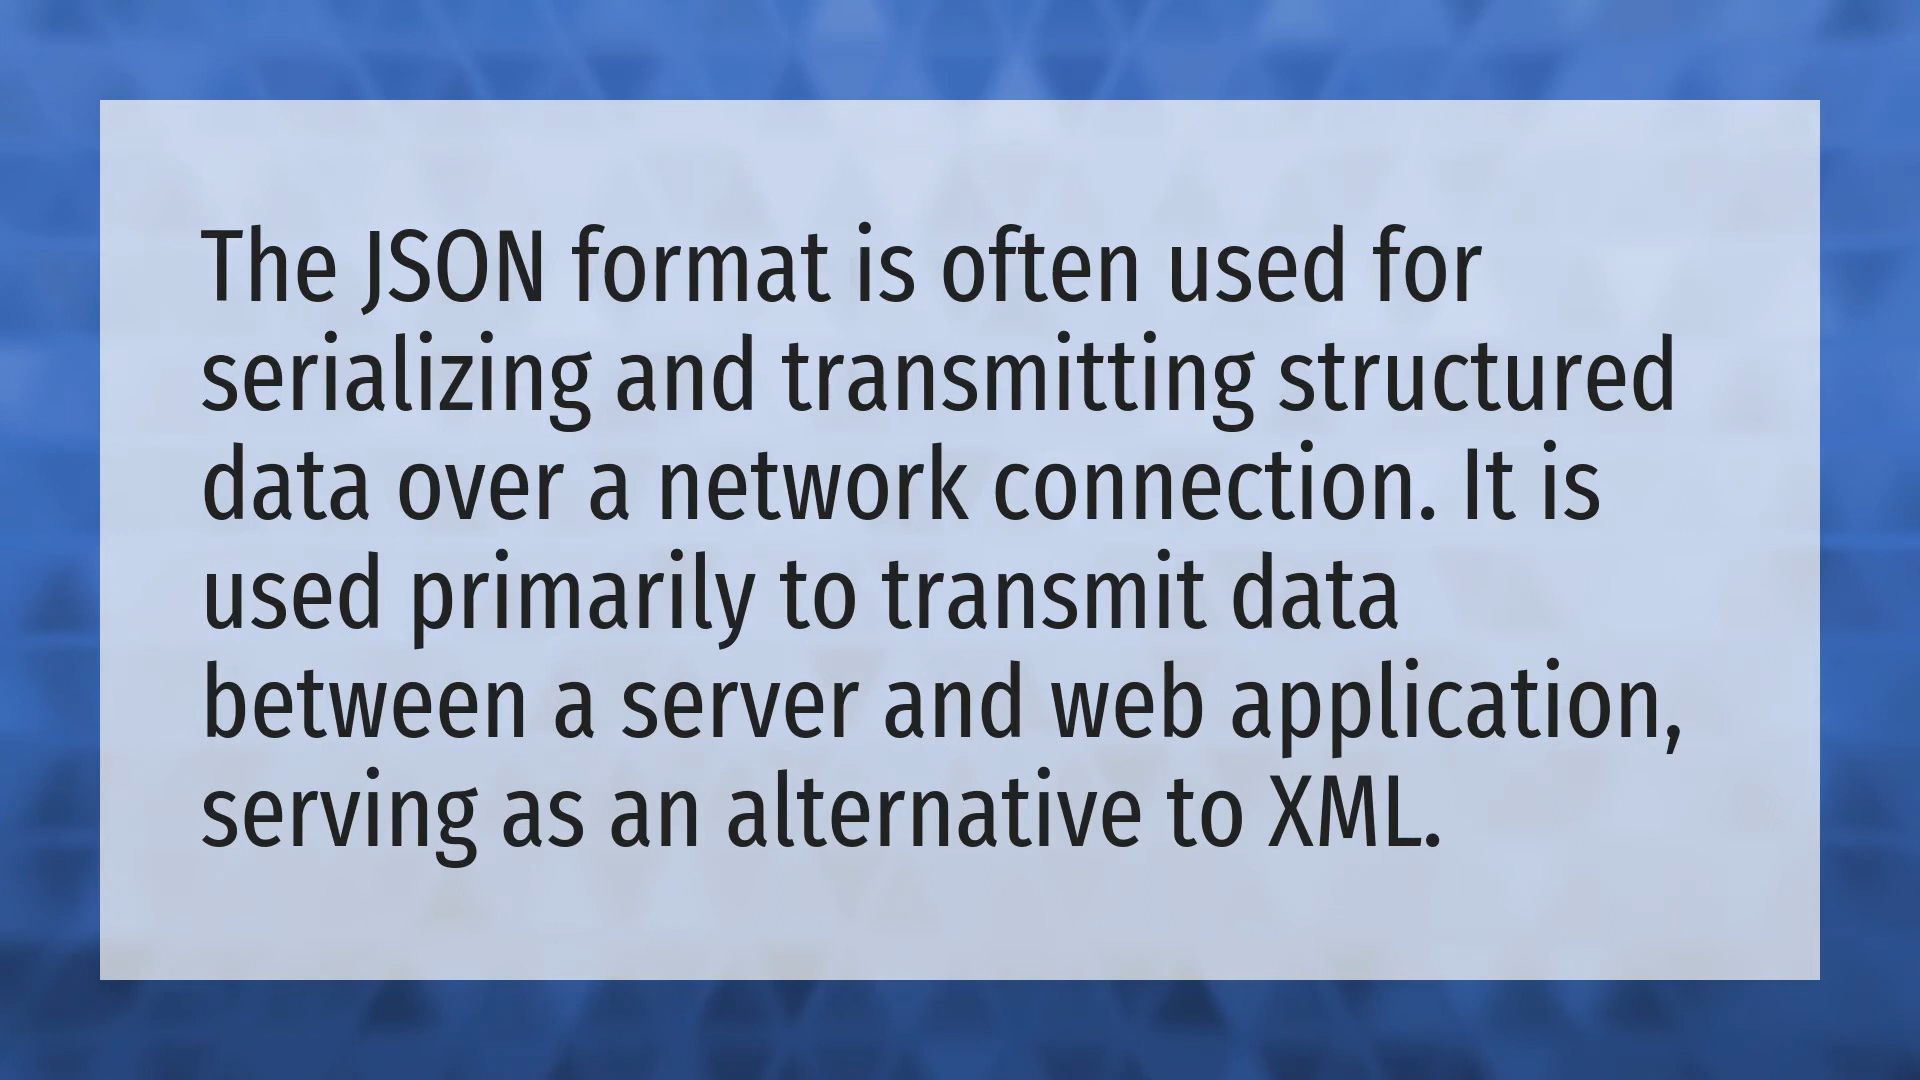 The JSON format is often used for
serializing and transmitting structured
data over a network connection. It is
used primarily to transmit data
between a server and web application,
serving as an alternative to XML.